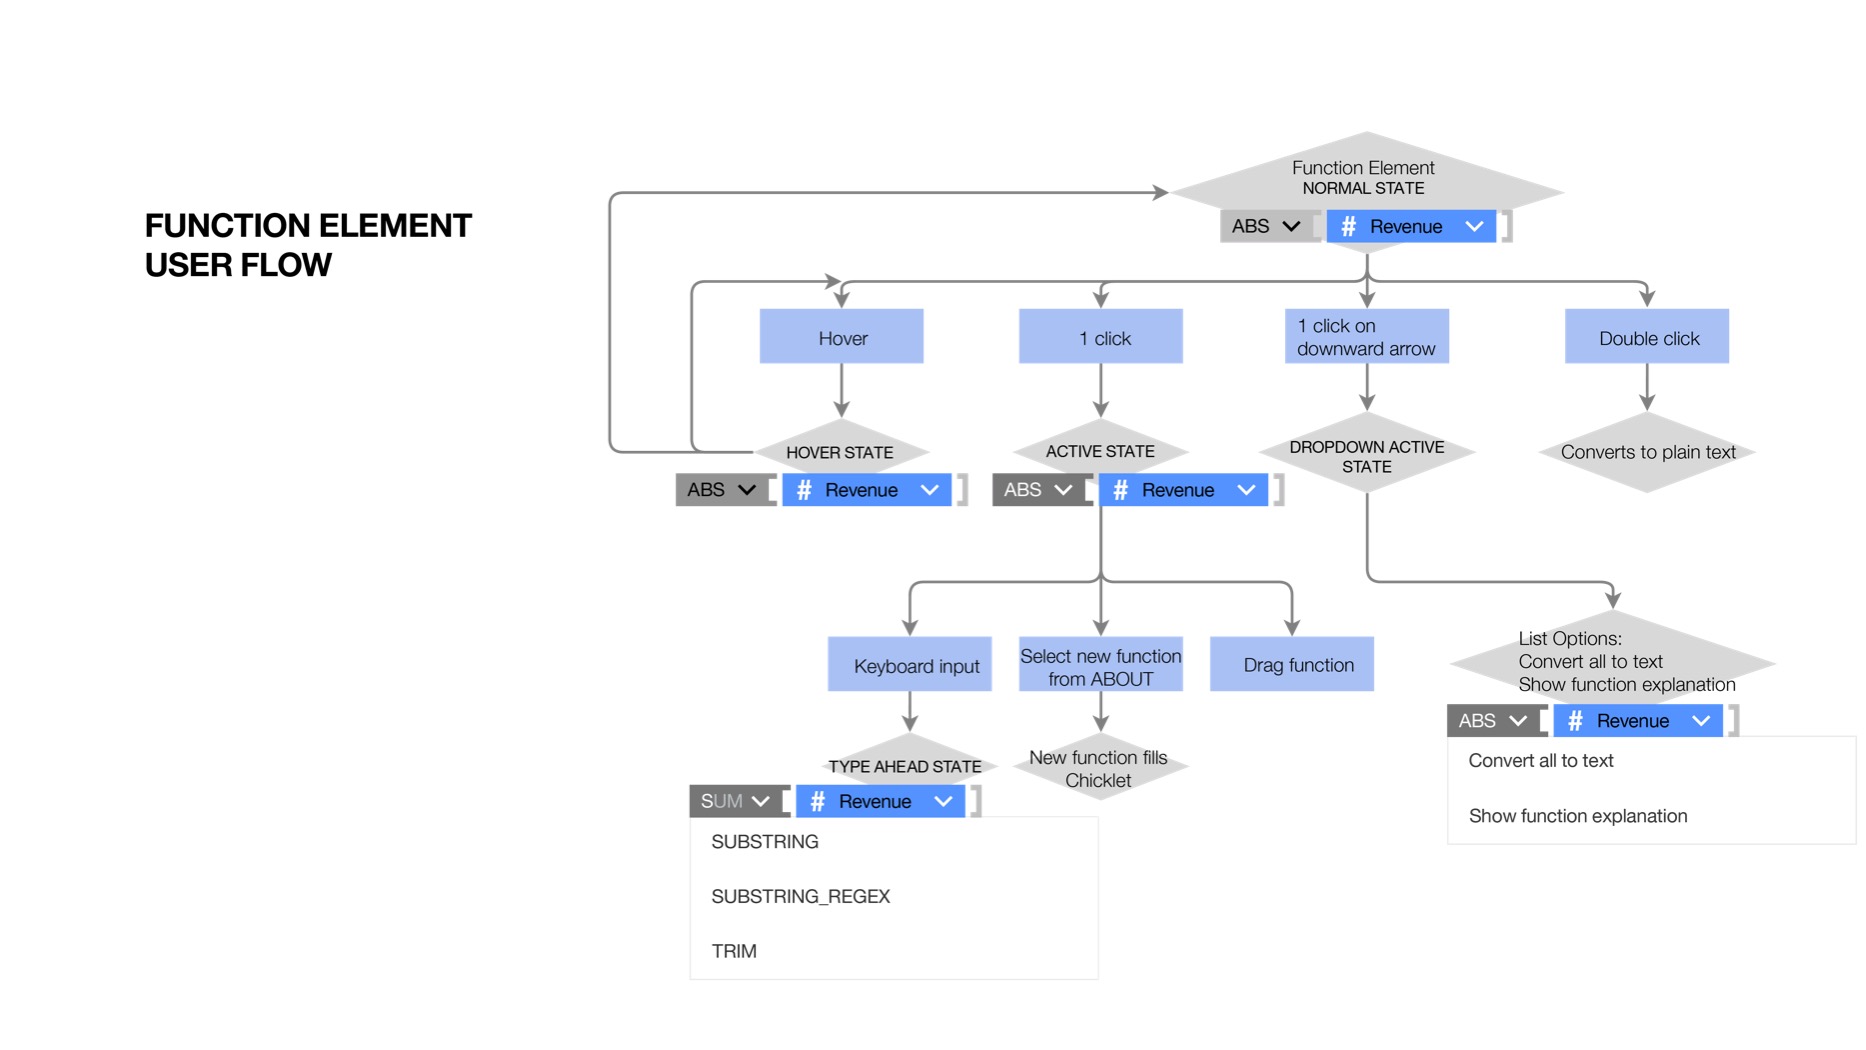 FUNCTION ELEMENT
USER FLOW
Function Element
NORMAL STATE
ABS [ # Revenue ]
Hover
1 click
1 click on
downward arrow
Double click
HOVER STATE
ABS [ # Revenue ]
ACTIVE STATE
ABS [ # Revenue ]
DROPDOWN ACTIVE
STATE
Converts to plain text
Keyboard input
Select new function
from ABOUT
Drag function
List Options:
Convert all to text
Show function explanation
ABS [ # Revenue ]
Convert all to text
Show function explanation
TYPE AHEAD STATE
New function fills
Chicklet
SUM [ # Revenue ]
SUBSTRING
SUBSTRING_REGEX
TRIM